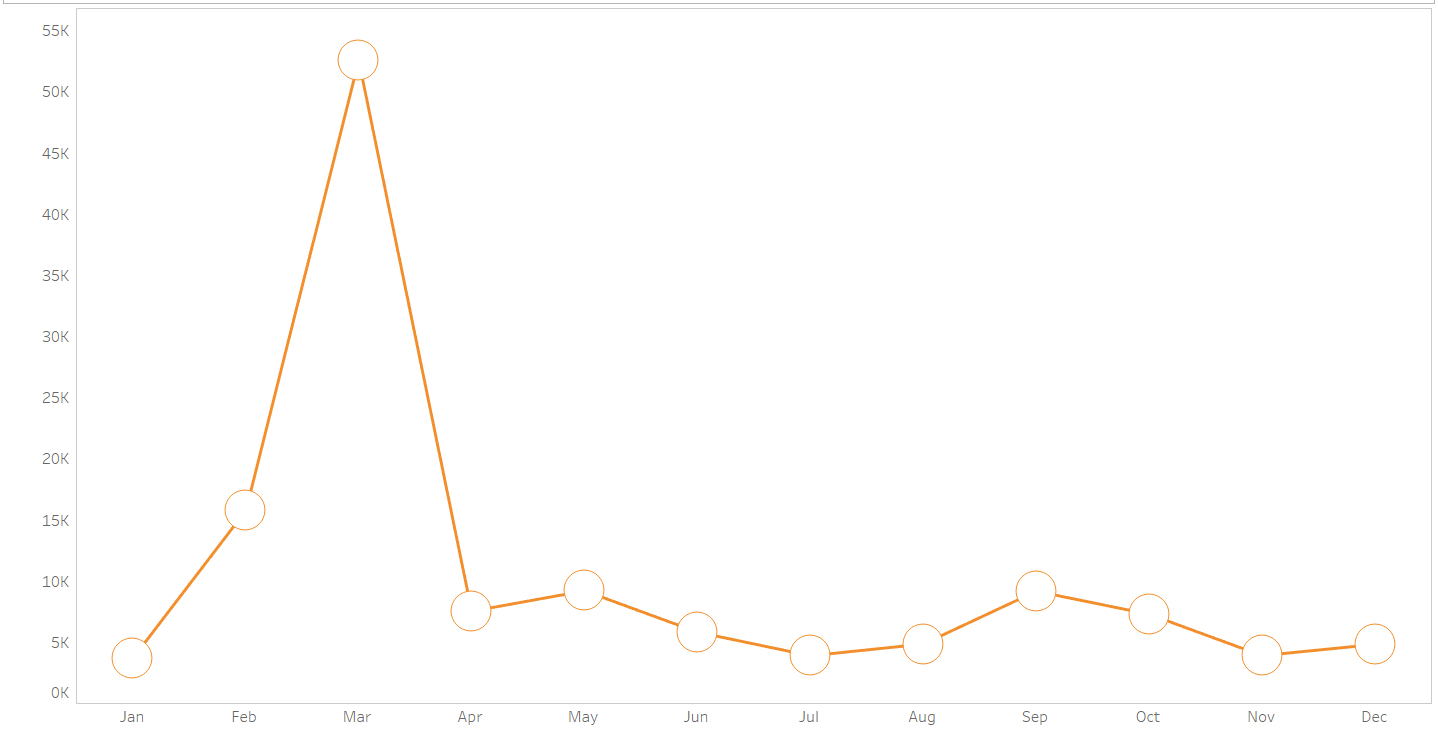 55K
50K
45K
40K
35K
30K
25K
20K
15K
10K
5K
0K
Jan Feb Mar Apr May Jun Jul Aug Sep Oct Nov Dec